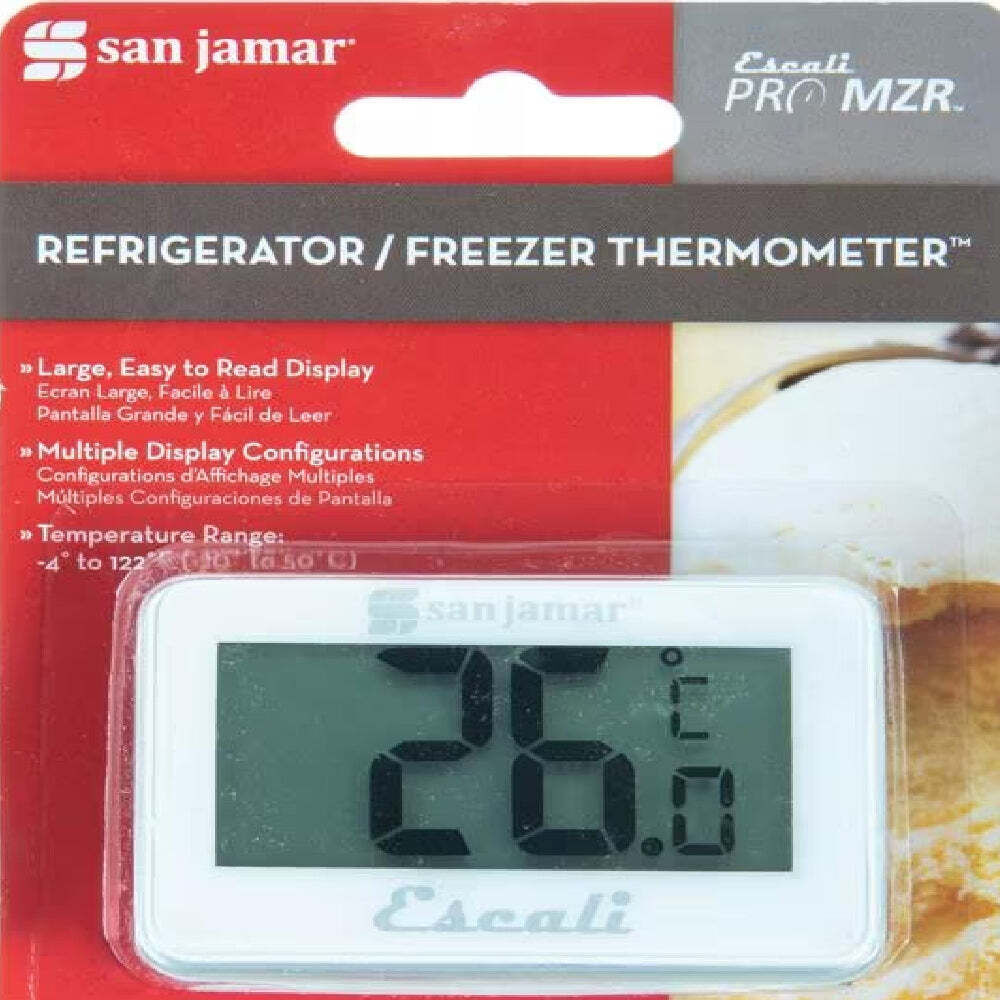 san jamar
Escali
PRO MZR™
REFRIGERATOR / FREEZER THERMOMETER™
» Large, Easy to Read Display
Ecran Large, Facile à Lire
Pantalla Grande y Fácil de Leer
» Multiple Display Configurations
Configurations d'Affichage Multiples
Múltiples Configuraciones de Pantalla
» Temperature Range:
-4° to 122°
san jamar
26.0 °C
Escali